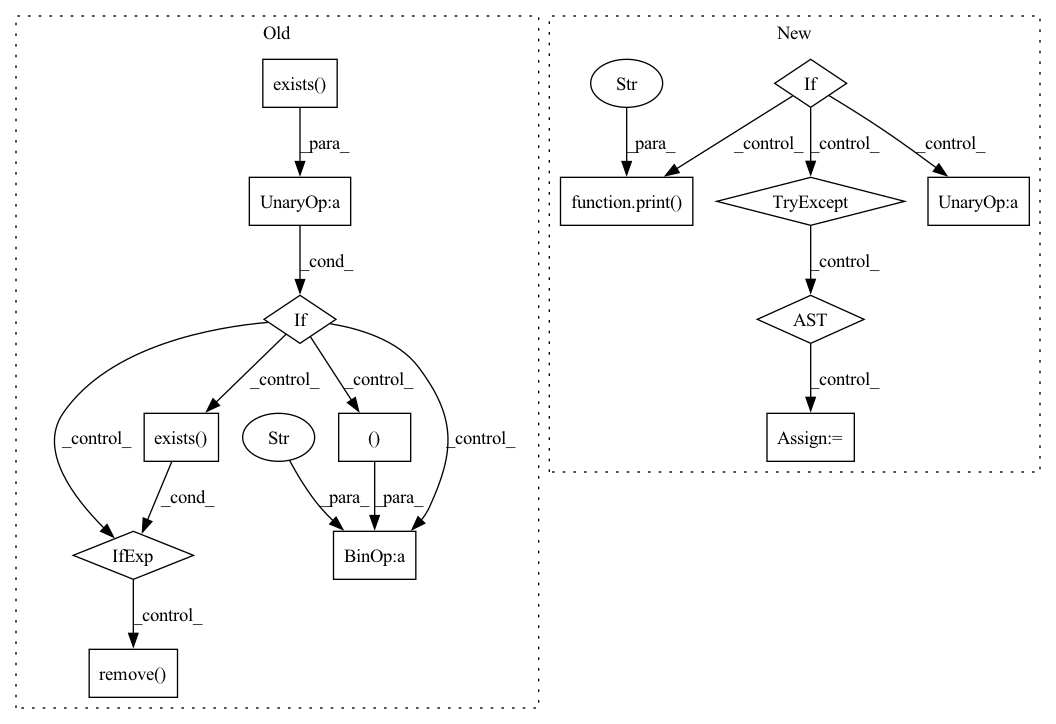 Old
exists()
_para_
UnaryOp:a
_cond_
If
_control_
_control_
_control_
_control_
exists()
Str
()
_cond_
_para_
_para_
IfExp
BinOp:a
_control_
remove()
New
Str
If
_para_
_control_
_control_
_control_
function.print()
TryExcept
UnaryOp:a
_control_
AST
_control_
Assign:=